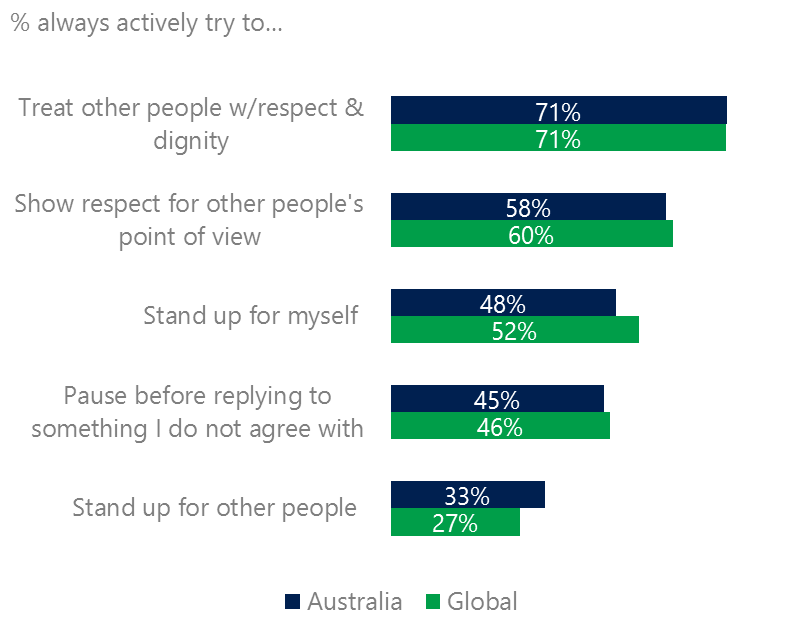 % always actively try to...
Treat other people w/respect &
dignity
71%
71%
Show respect for other people's
point of view
58%
60%
Stand up for myself
48%
52%
Pause before replying to
something I do not agree with
45%
46%
Stand up for other people
33%
27%
Australia Global